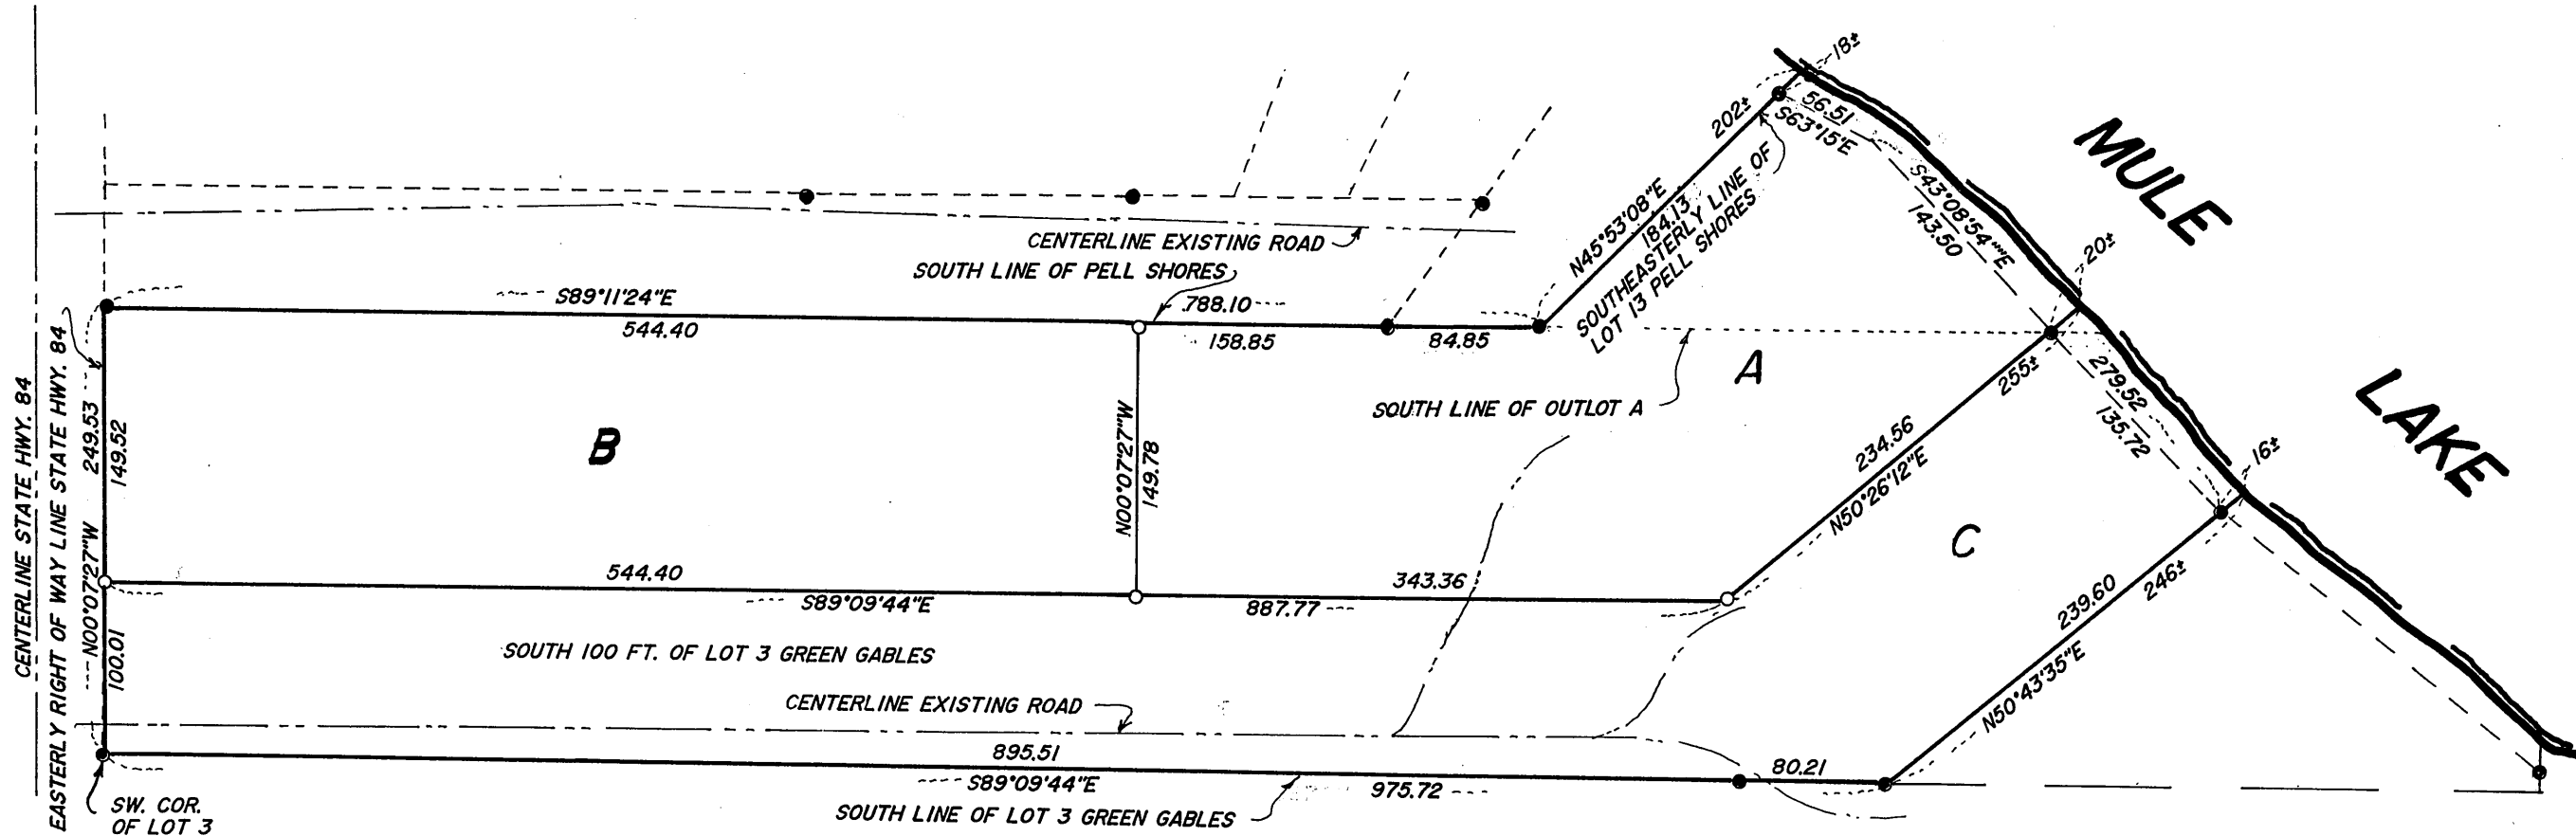 18±
202±
56.51
S63°15'E
MULE
LAKE
S43°08'54"E
143.50
20±
N45°53'08"E
184.13
SOUTHEASTERLY LINE OF
LOT 13 PELL SHORES
CENTERLINE EXISTING ROAD
SOUTH LINE OF PELL SHORES
S89°11'24"E
788.10
544.40
158.85
84.85
A
255±
279.52
135.72
SOUTH LINE OF OUTLOT A
CENTERLINE STATE HWY. 84
EASTERLY RIGHT OF WAY LINE STATE HWY. 84
249.53
149.52
B
N00°07'27"W
149.78
234.56
N50°26'12"E
16±
C
N00°07'27"W
100.01
544.40
S89°09'44"E
343.36
887.77
239.60
246±
N50°43'35"E
SOUTH 100 FT. OF LOT 3 GREEN GABLES
CENTERLINE EXISTING ROAD
895.51
S89°09'44"E
975.72
80.21
SOUTH LINE OF LOT 3 GREEN GABLES
SW. COR.
OF LOT 3